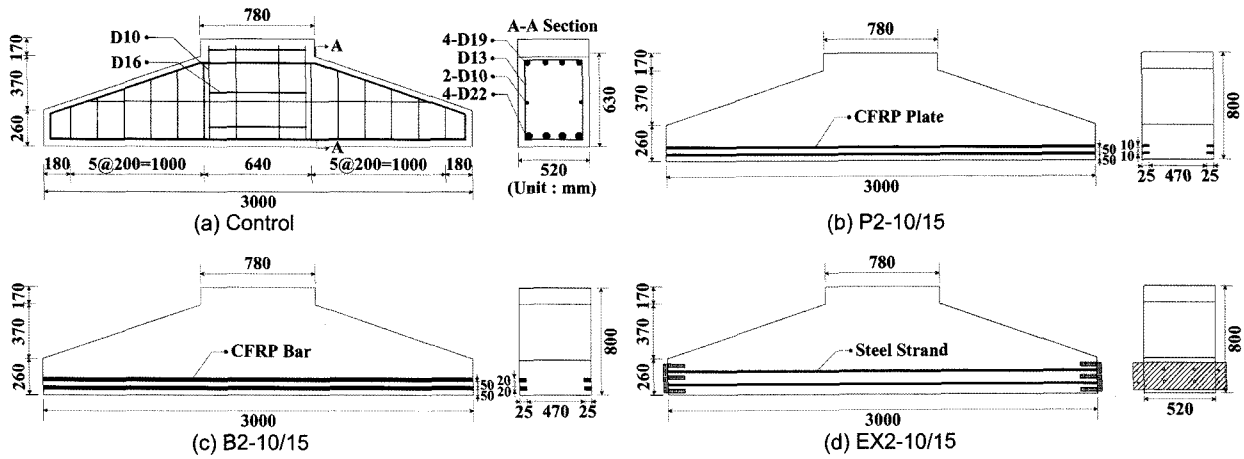 780
A-A Section
D10
D16
A
4-D19
D13
2-D10
4-D22
170
370
260
630
A
180 5@200=1000 640 5@200=1000 180
520
(Unit : mm)
3000
(a) Control
780
170
370
260
CFRP Plate
50
50
10
10
800
3000
25 470 25
(b) P2-10/15
780
170
370
260
CFRP Bar
50
50
20
20
800
3000
25 470 25
(c) B2-10/15
780
170
370
260
Steel Strand
800
3000
520
(d) EX2-10/15